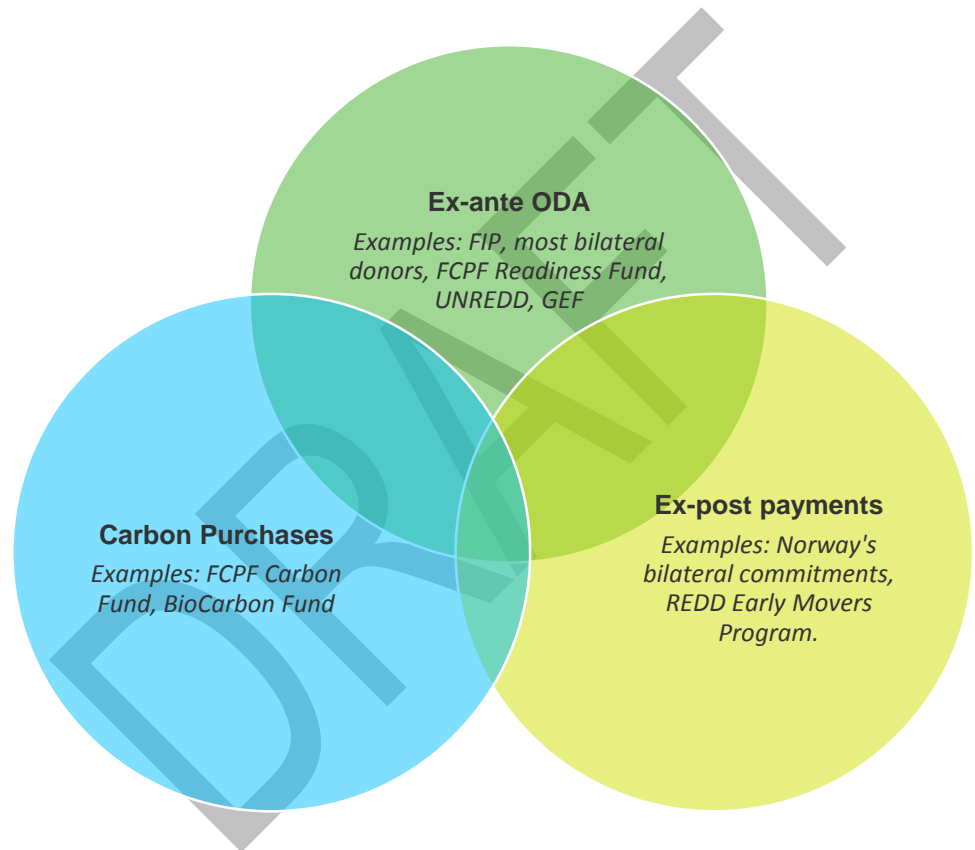 Ex-ante ODA
Examples: FIP, most bilateral
donors, FCPF Readiness Fund,
UNREDD, GEF
Carbon Purchases
Examples: FCPF Carbon
Fund, BioCarbon Fund
Ex-post payments
Examples: Norway's
bilateral commitments,
REDD Early Movers
Program.
DRAFT